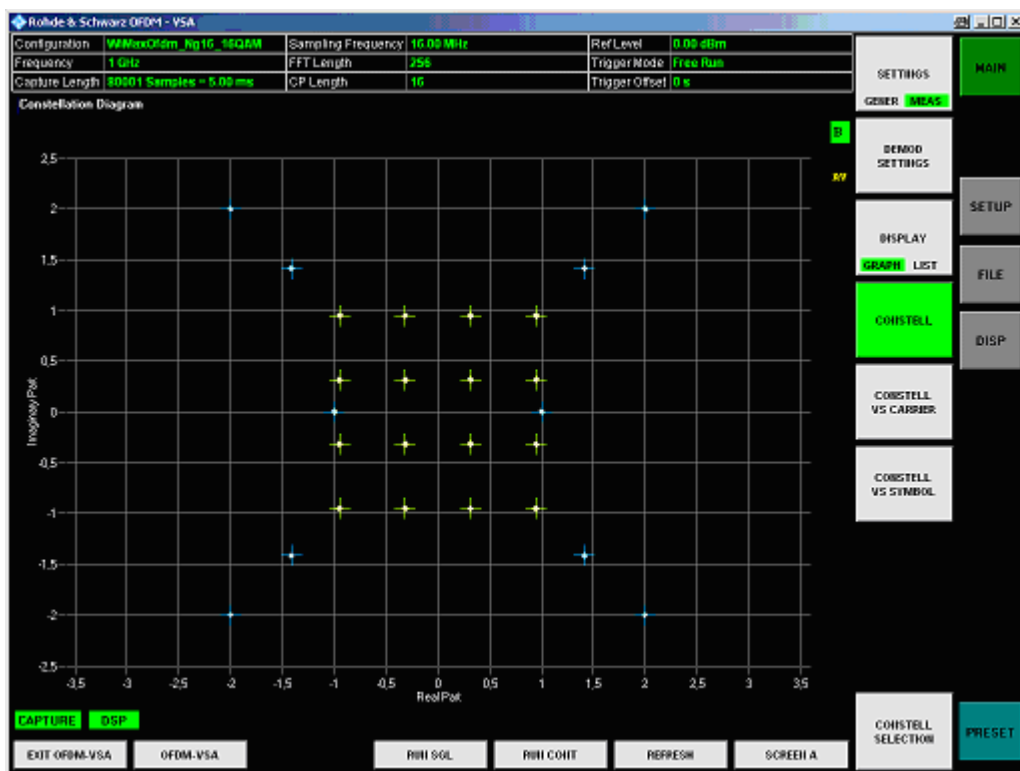 Rohde & Schwarz OFDM - VSA
Configuration WiMaxOfdm_Ng16_16QAM Sampling Frequency 16.00 MHz Ref Level 0.00 dBm
Frequency 1 GHz FFT Length 256 Trigger Mode Free Run
Capture Length 80001 Samples = 5.00 ms CP Length 16 Trigger Offset 0 s
Constellation Diagram
B
2,5
2
1.5
1
0,5
0
-0,5
-1
-1.5
-2
-2.5
Imaginay Part
-3,5 -3 -2,5 -2 -1,5 -1 -0,5 0 0,5 1 1,5 2 2,5 3 3,5
Real Part
SETTINGS
GENER MEAS
DEMOD
SETTINGS
DISPLAY
GRAPH LIST
CONSTELL
CONSTELL
VS CARRIER
CONSTELL
VS SYMBOL
CONSTELL
SELECTION
MAIN
SETUP
FILE
DISP
PRESET
CAPTURE DSP
EXIT OFDM-VSA OFDM-VSA RUN SGL RUN CONT REFRESH SCREEN A